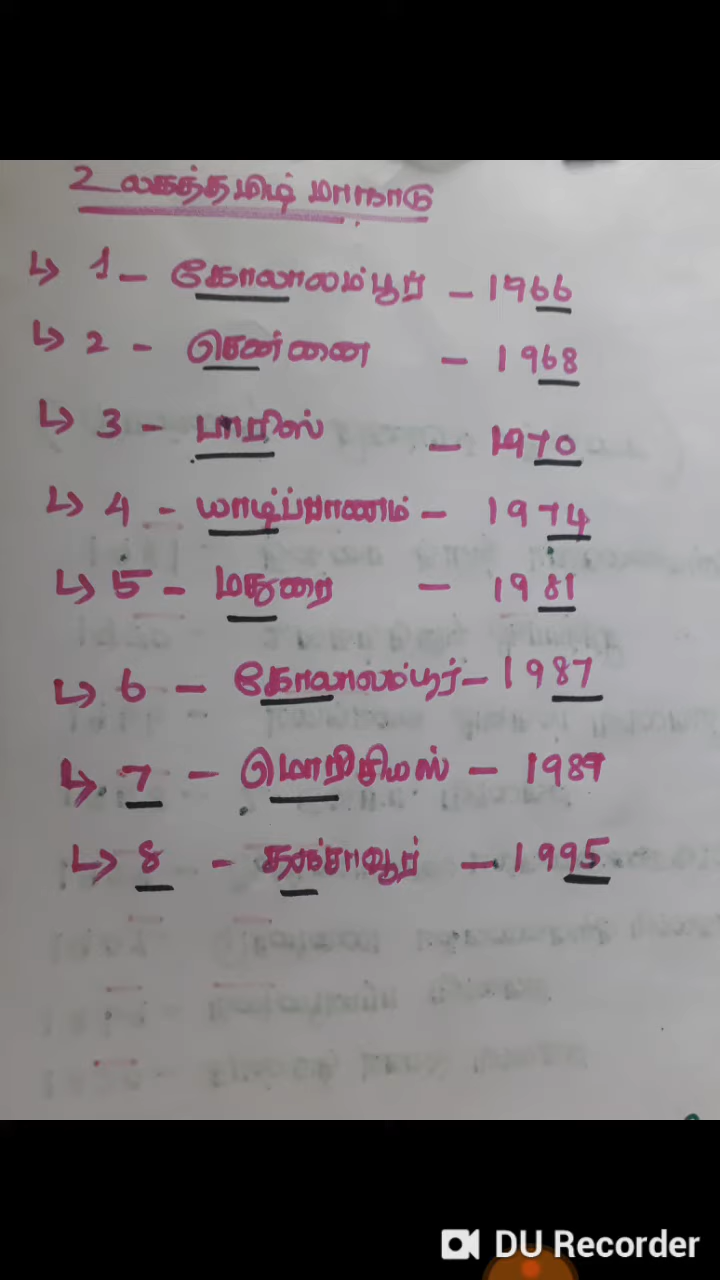 உலகத்தமிழ் மாநாடு
↳ 1 – கோலாலம்பூர் – 1966
↳ 2 – சென்னை – 1968
↳ 3 – பாரிஸ் – 1970
↳ 4 – யாழ்ப்பாணம் – 1974
↳ 5 – மதுரை – 1981
↳ 6 – கோலாலம்பூர் – 1987
↳ 7 – மொரிசியஸ் – 1989
↳ 8 – தஞ்சாவூர் – 1995
DU Recorder